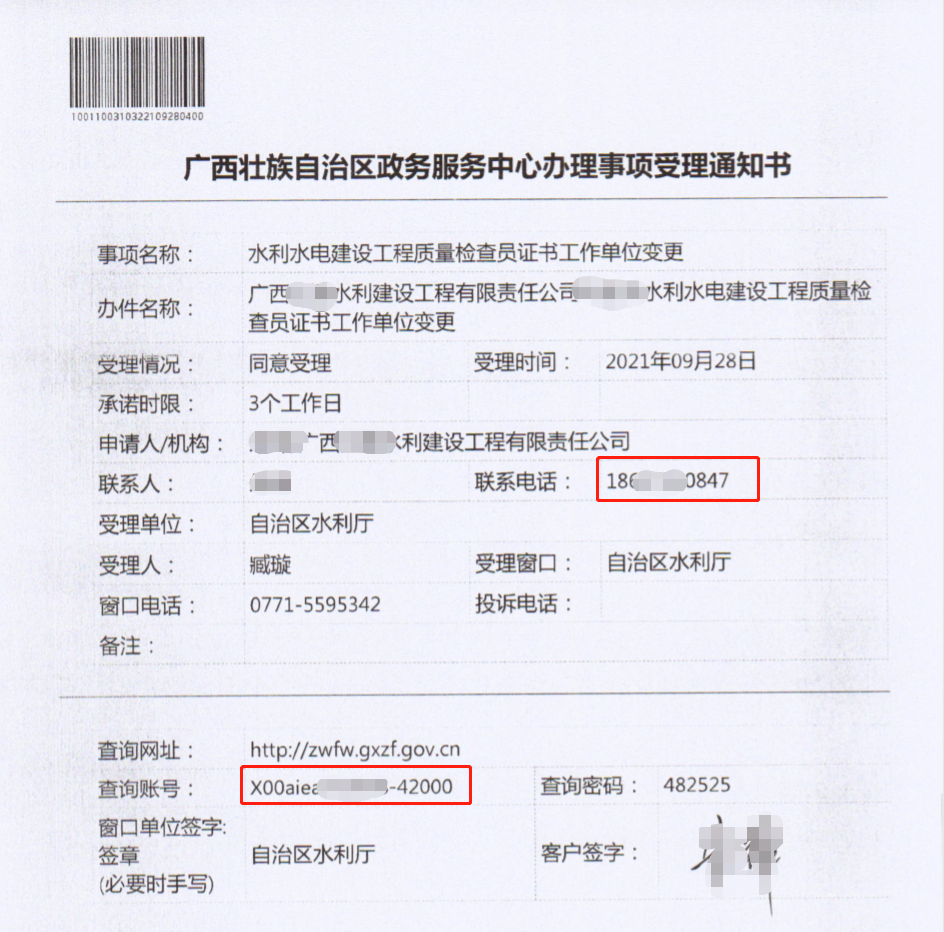 1001100310322109280400
广西壮族自治区政务服务中心办理事项受理通知书
事项名称： 水利水电建设工程质量检查员证书工作单位变更
办件名称： 广西 水利建设工程有限责任公司 水利水电建设工程质量检
查员证书工作单位变更
受理情况： 同意受理 受理时间： 2021年09月28日
承诺时限： 3个工作日
申请人/机构： 广西 水利建设工程有限责任公司
联系人： 联系电话： 186 0847
受理单位： 自治区水利厅
受理人： 臧璇 受理窗口： 自治区水利厅
窗口电话： 0771-5595342 投诉电话：
备注：
查询网址： http://zwfw.gxzf.gov.cn
查询账号： X00aiea -42000 查询密码： 482525
窗口单位签字:
签章 自治区水利厅 客户签字：
(必要时手写)